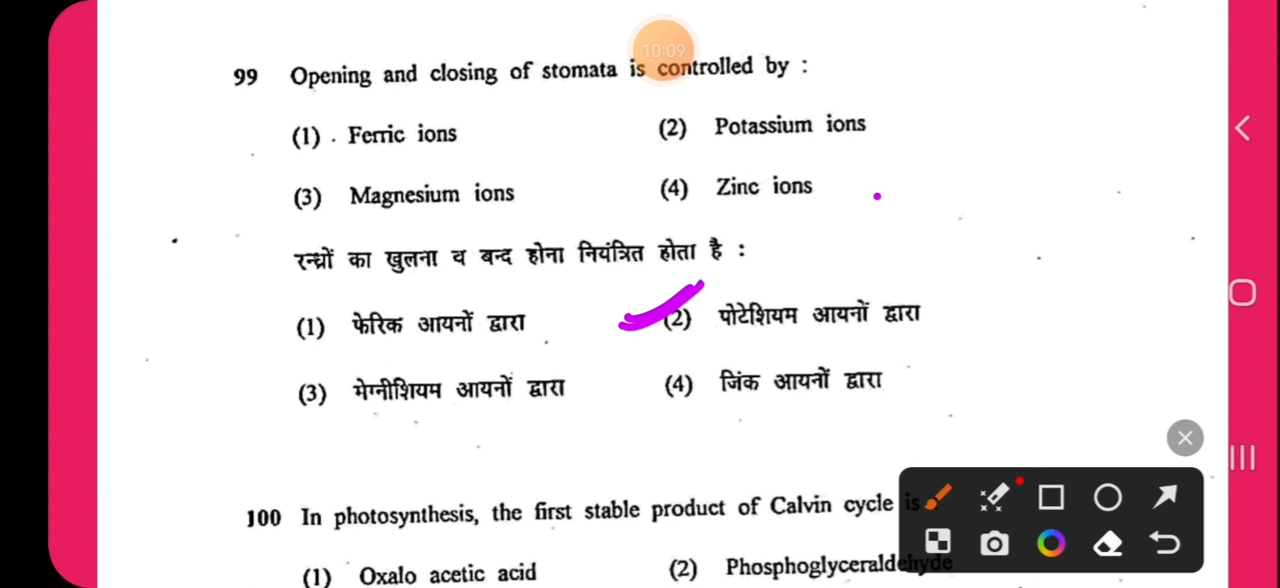 10:09
99 Opening and closing of stomata is controlled by :
(1) . Ferric ions (2) Potassium ions
(3) Magnesium ions (4) Zinc ions
रन्ध्रों का खुलना व बन्द होना नियंत्रित होता है :
(1) फेरिक आयनों द्वारा (2) पोटेशियम आयनों द्वारा
(3) मेग्नीशियम आयनों द्वारा (4) जिंक आयनों द्वारा
100 In photosynthesis, the first stable product of Calvin cycle is
(1) Oxalo acetic acid (2) Phosphoglyceraldehyde